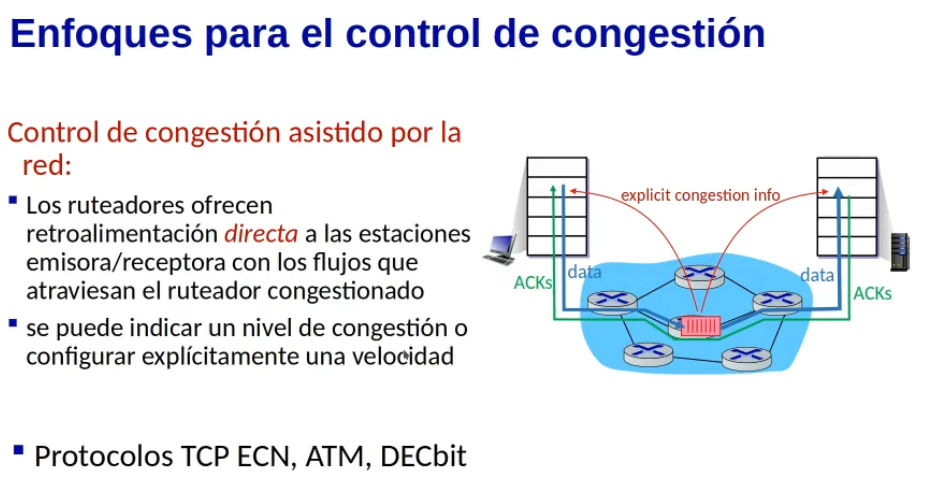 Enfoques para el control de congestión
Control de congestión asistido por la
red:
Los ruteadores ofrecen
retroalimentación directa a las estaciones
emisora/receptora con los flujos que
atraviesan el ruteador congestionado
se puede indicar un nivel de congestión o
configurar explícitamente una velocidad
Protocolos TCP ECN, ATM, DECbit
explicit congestion info
data
ACKs
data
ACKs